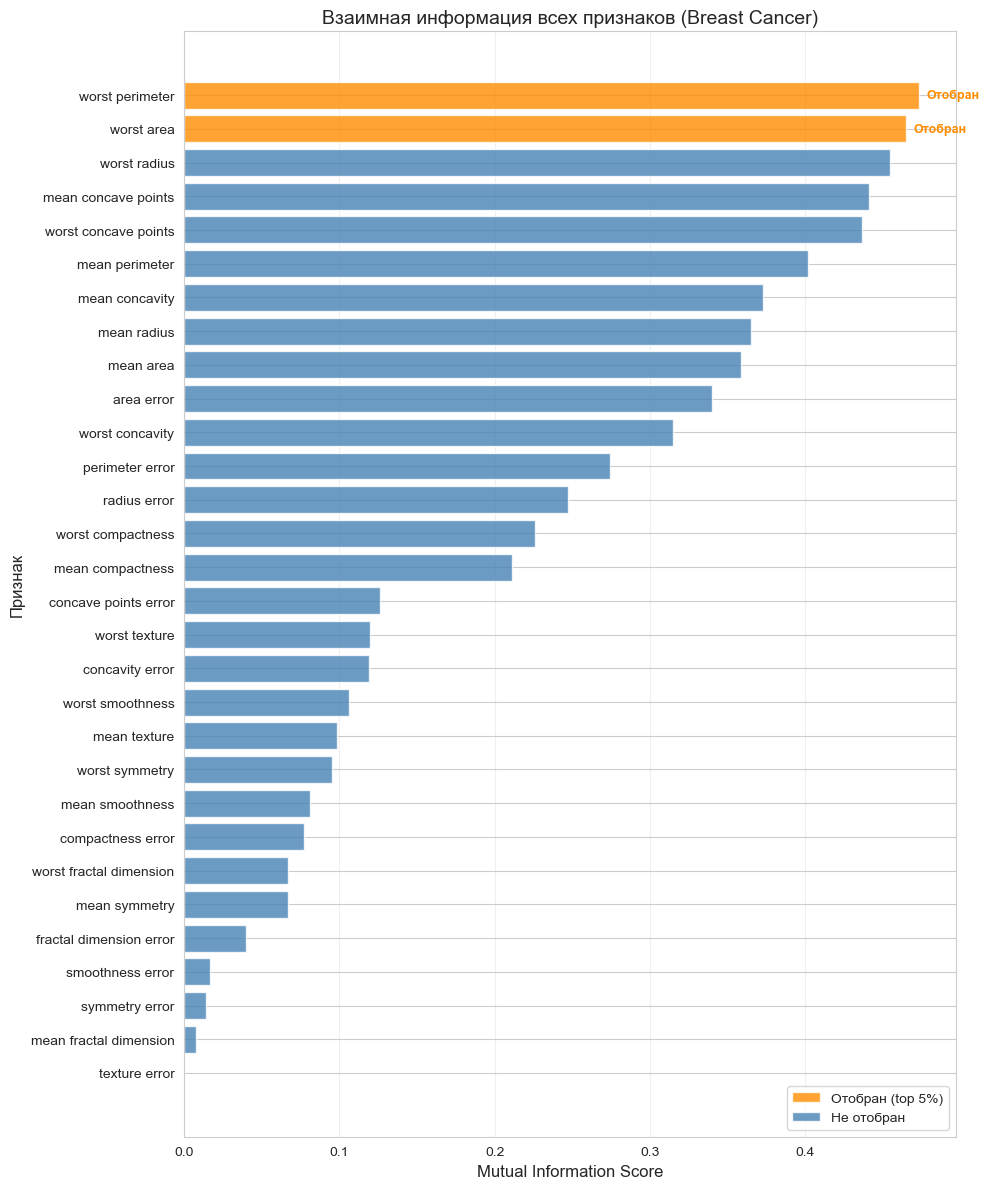 Взаимная информация всех признаков (Breast Cancer)
worst perimeter
Отобран
worst area
Отобран
worst radius
mean concave points
worst concave points
mean perimeter
mean concavity
mean radius
mean area
area error
worst concavity
perimeter error
radius error
worst compactness
mean compactness
concave points error
worst texture
concavity error
worst smoothness
mean texture
worst symmetry
mean smoothness
compactness error
worst fractal dimension
mean symmetry
fractal dimension error
smoothness error
symmetry error
mean fractal dimension
texture error
Признак
Отобран (top 5%)
Не отобран
0.0 0.1 0.2 0.3 0.4
Mutual Information Score